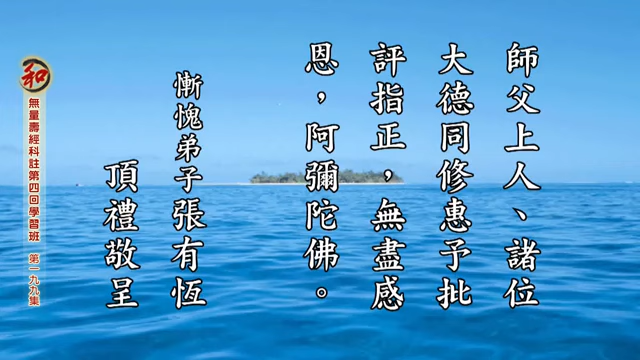 師父上人、諸位
大德同修惠予批
評指正，無盡感
恩，阿彌陀佛。
慚愧弟子張有恆
頂禮敬呈
和
無量壽經科註第四回學習班 第一九九集